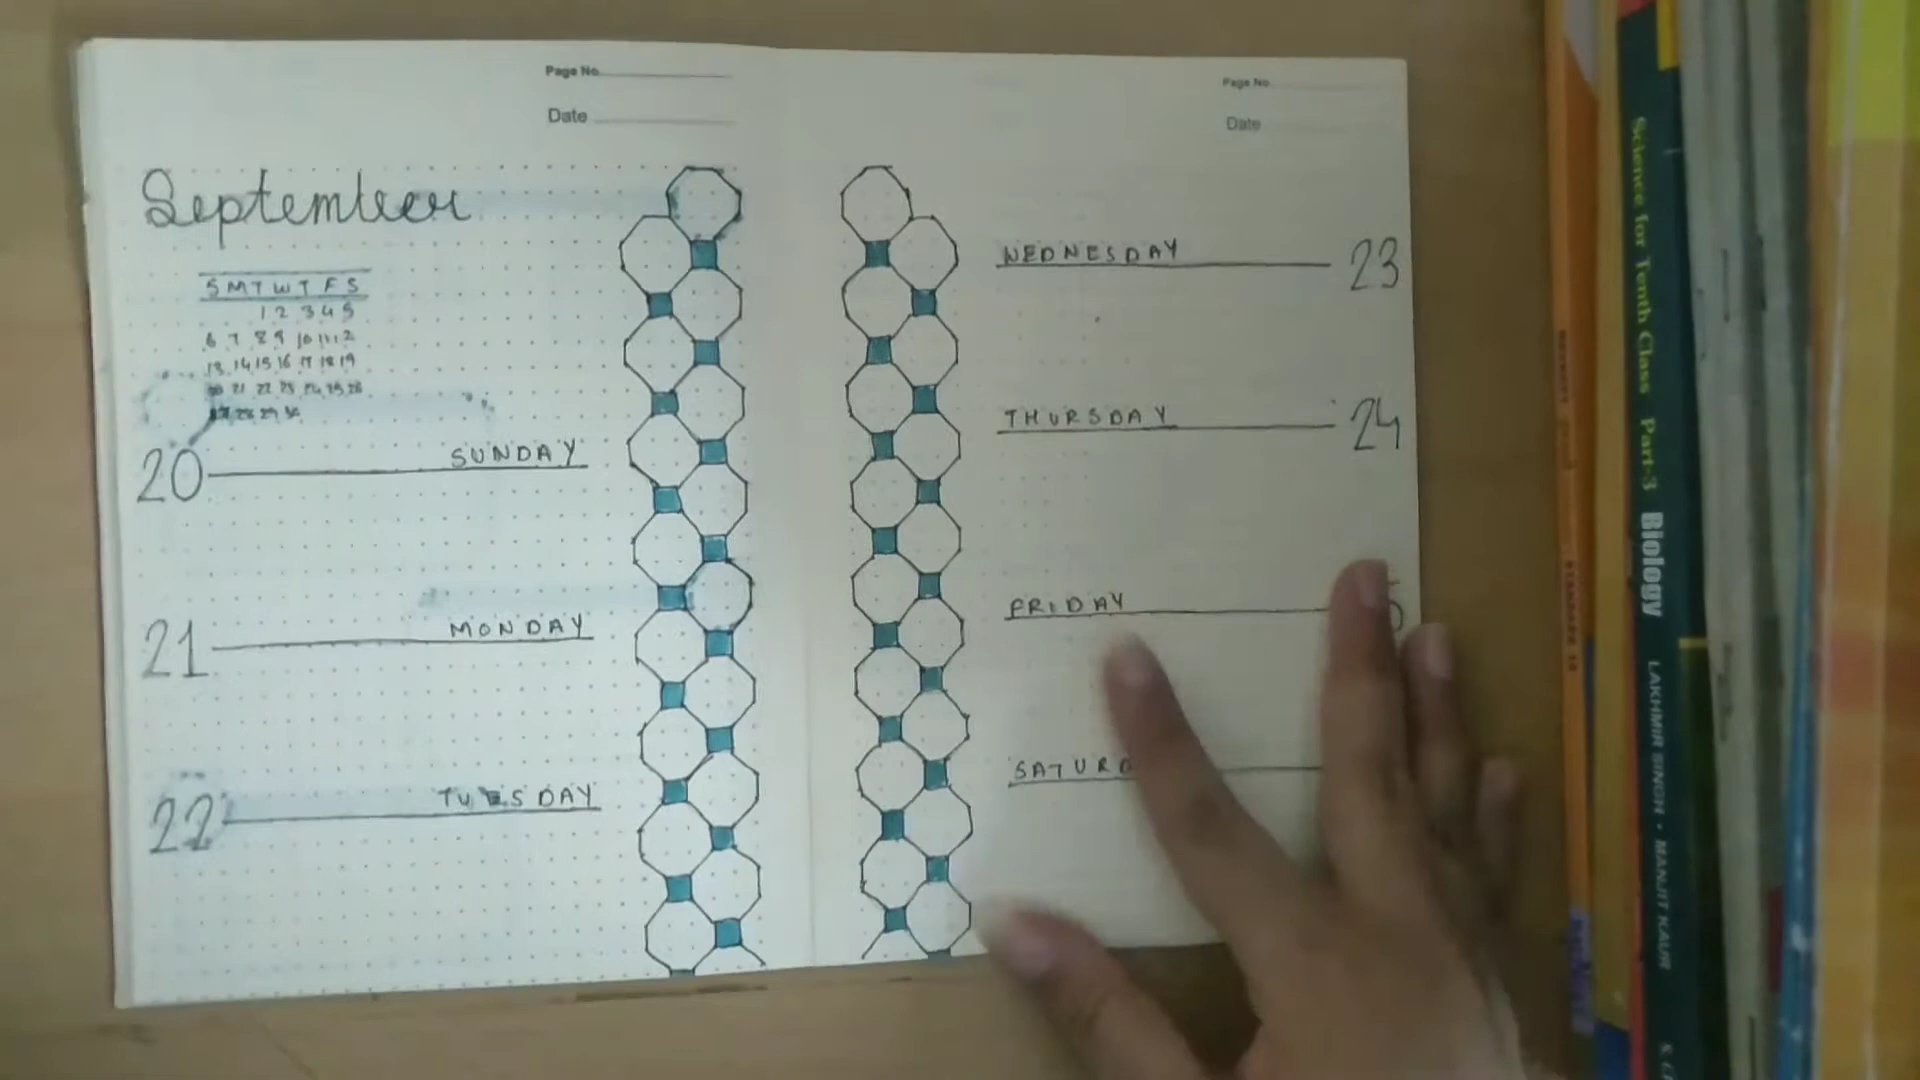 Page No.
Date
September
S M T W T F S
1 2 3 4 5
6 7 8 9 10 11 12
13 14 15 16 17 18 19
20 21 22 23 24 25 26
27 28 29 30
20 SUNDAY
21 MONDAY
22 TUESDAY
Page No.
Date
WEDNESDAY 23
THURSDAY 24
FRIDAY
SATURD
Science for Tenth Class Part-3 Biology LAKHMIR SINGH • MANJIT KAUR